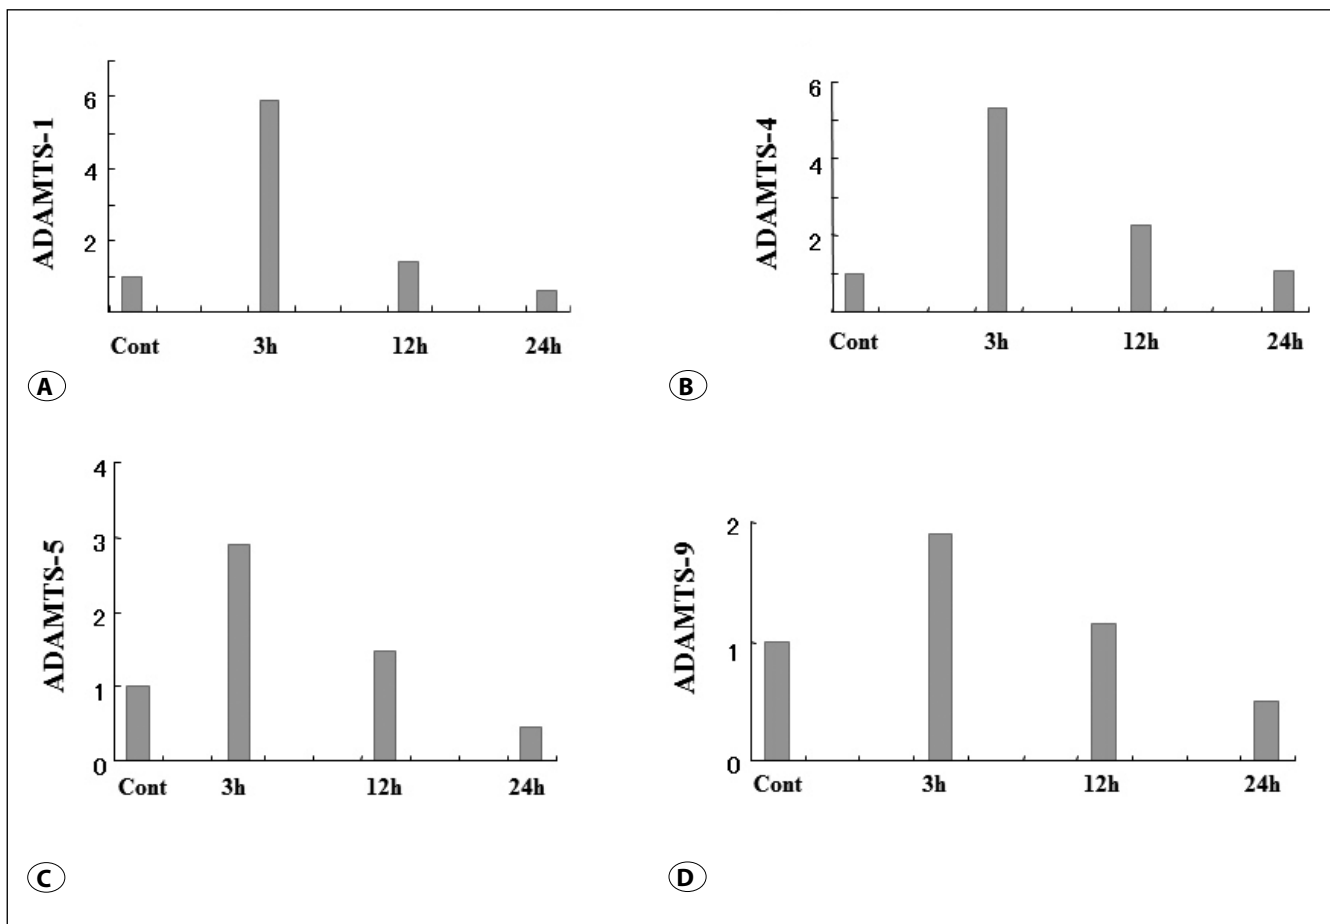 ADAMTS-1
6
4
2
Cont 3h 12h 24h
A
ADAMTS-4
6
4
2
Cont 3h 12h 24h
B
ADAMTS-5
4
3
2
1
0
Cont 3h 12h 24h
C
ADAMTS-9
2
1
0
Cont 3h 12h 24h
D